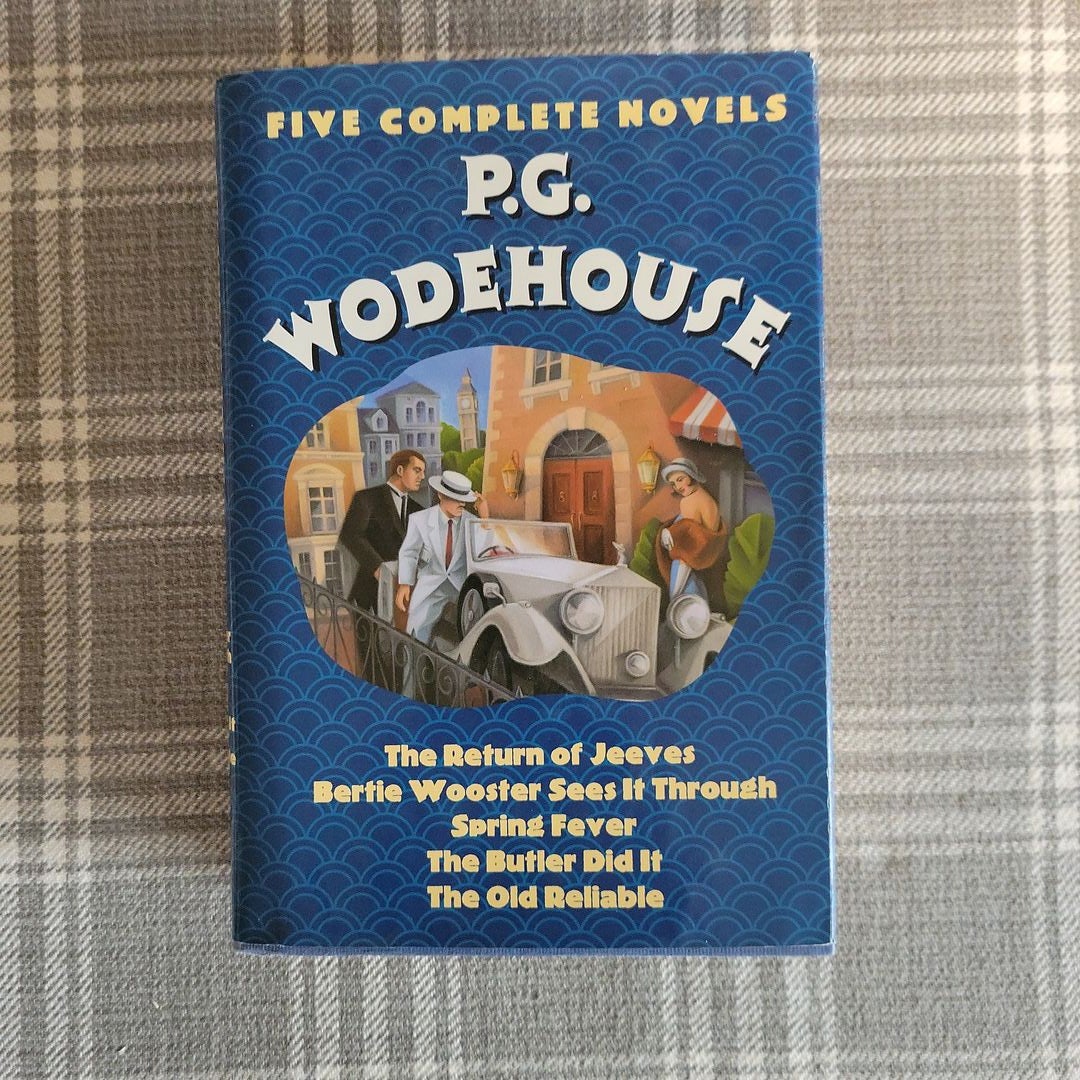 FIVE COMPLETE NOVELS
P.G.
WODEHOUSE
The Return of Jeeves
Bertie Wooster Sees It Through
Spring Fever
The Butler Did It
The Old Reliable